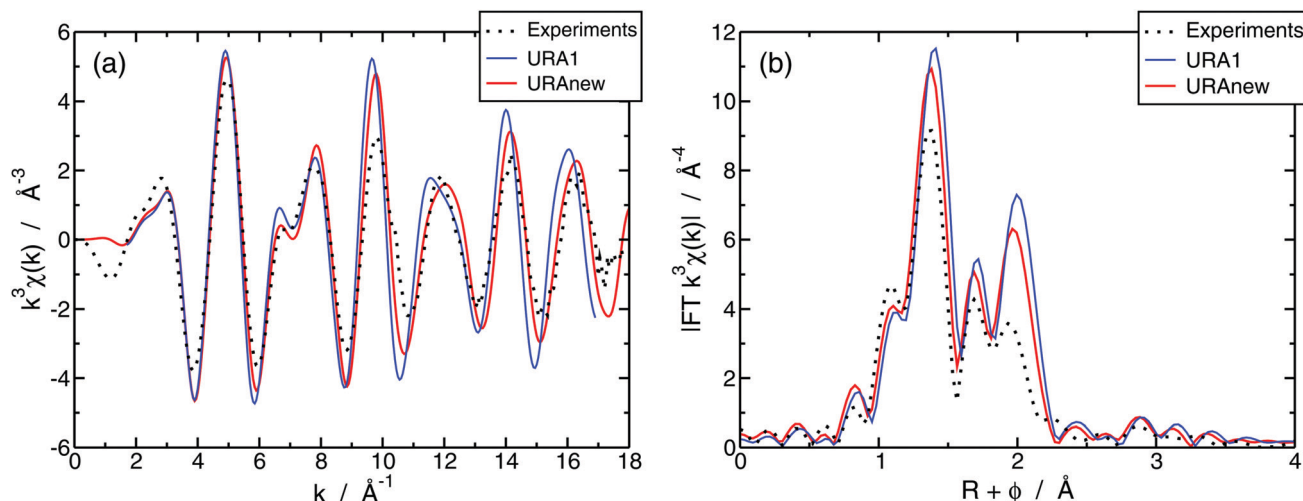 (a)
Experiments
URA1
URAnew
6
4
2
0
-2
-4
-6
k³χ(k) / Å⁻³
0 2 4 6 8 10 12 14 16 18
k / Å⁻¹
(b)
Experiments
URA1
URAnew
12
10
8
6
4
2
0
|FT k³χ(k)| / Å⁻⁴
0 1 2 3 4
R + ϕ / Å